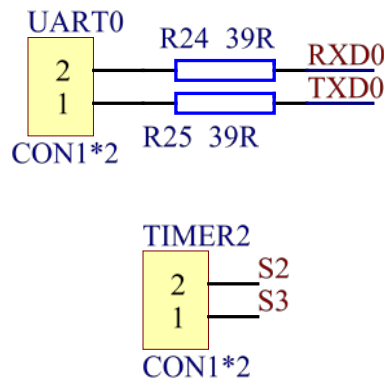 UART0
R24 39R
2 RXD0
1 TXD0
R25 39R
CON1*2
TIMER2
2 S2
1 S3
CON1*2